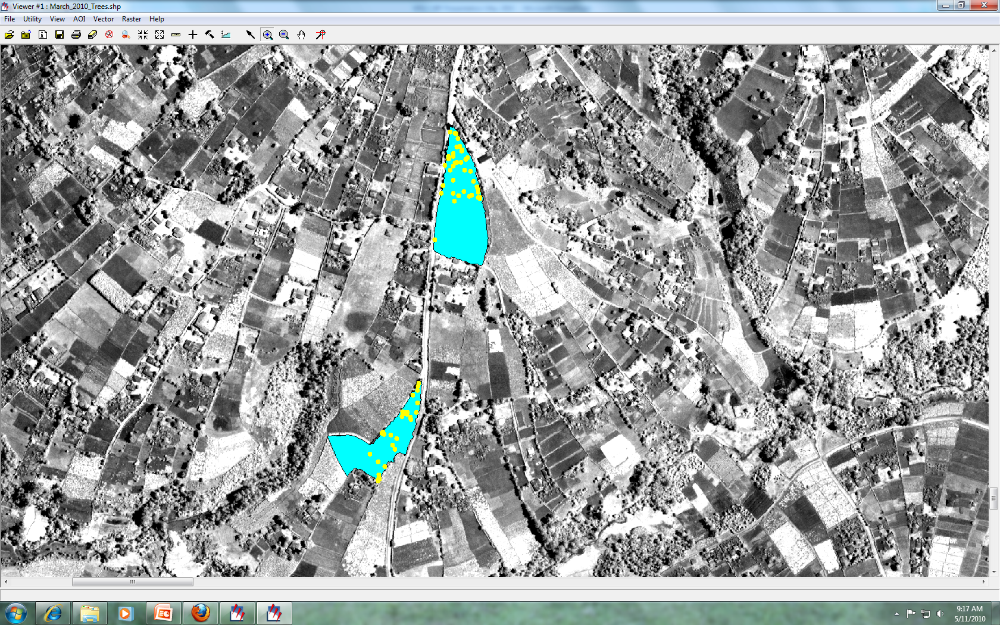 Viewer #1 : March_2010_Trees.shp
File Utility View AOI Vector Raster Help
9:17 AM
5/11/2010